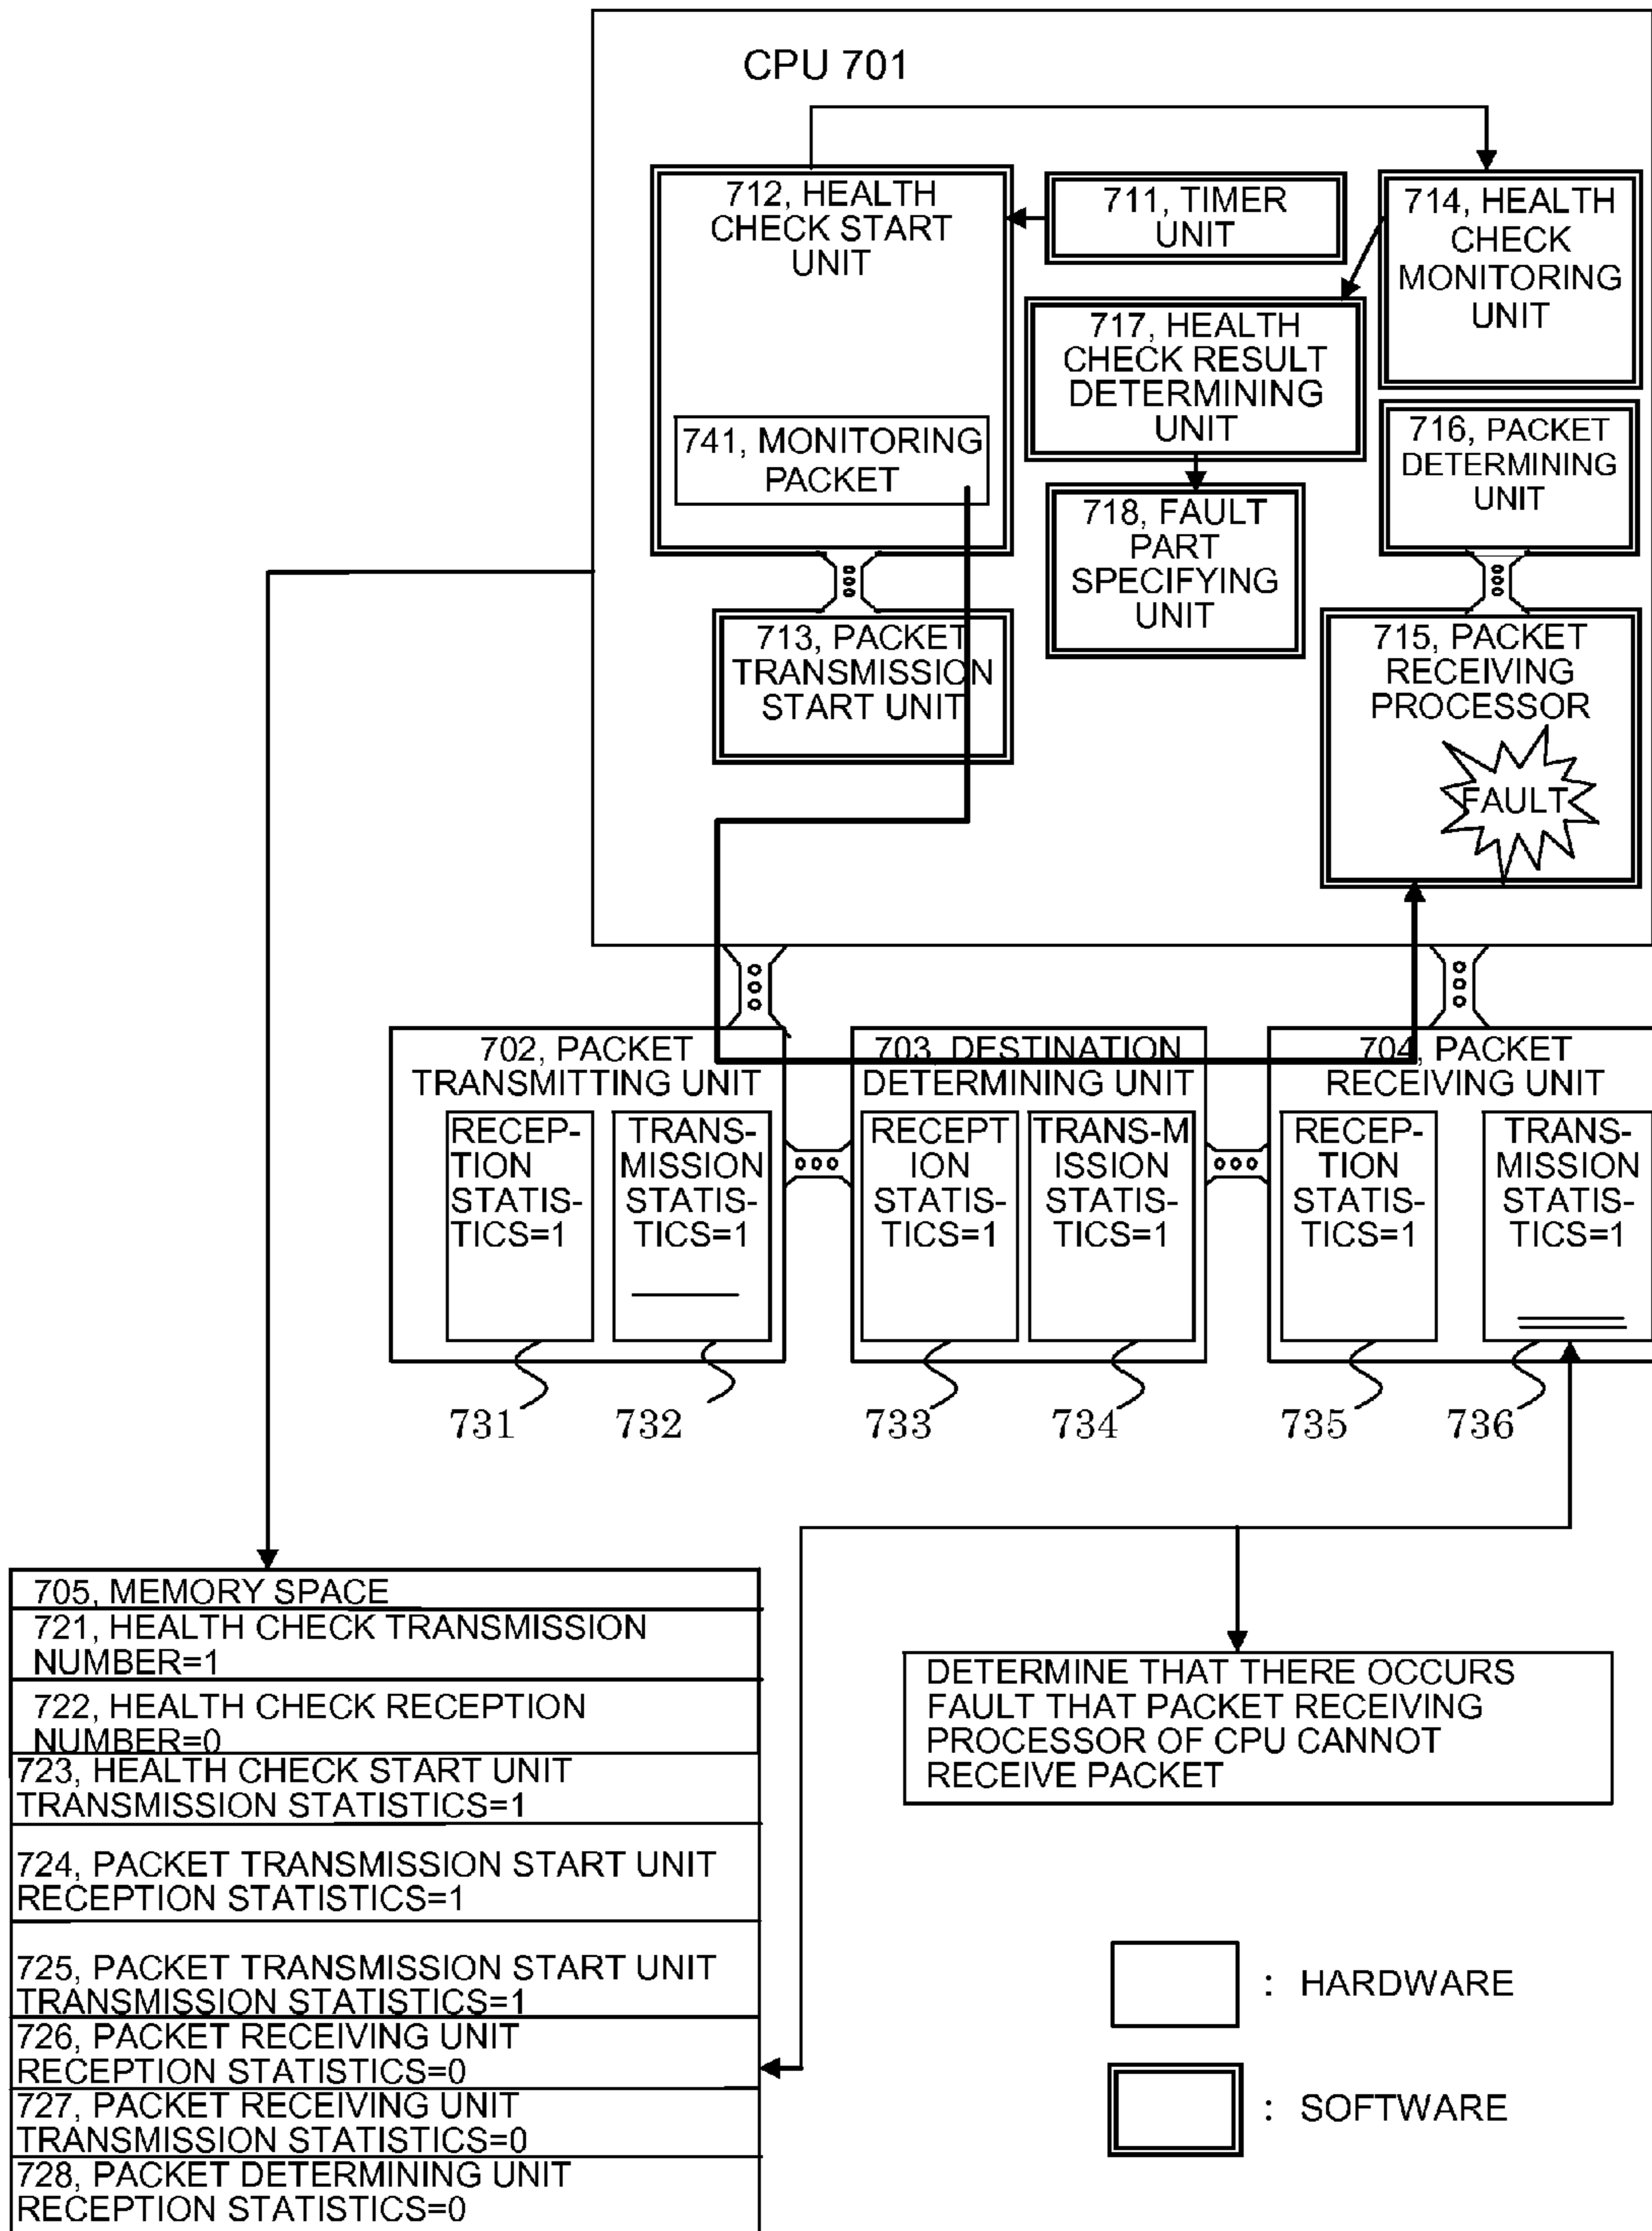 CPU 701
712, HEALTH
CHECK START
UNIT
711, TIMER
UNIT
714, HEALTH
CHECK
MONITORING
UNIT
717, HEALTH
CHECK RESULT
DETERMINING
UNIT
741, MONITORING
PACKET
716, PACKET
DETERMINING
UNIT
718, FAULT
PART
SPECIFYING
UNIT
713, PACKET
TRANSMISSION
START UNIT
715, PACKET
RECEIVING
PROCESSOR
FAULT
702, PACKET
TRANSMITTING UNIT
RECEP-
TION
STATIS-
TICS=1
TRANS-
MISSION
STATIS-
TICS=1
703, DESTINATION
DETERMINING UNIT
RECEPT
ION
STATIS-
TICS=1
TRANS-M
ISSION
STATIS-
TICS=1
704, PACKET
RECEIVING UNIT
RECEP-
TION
STATIS-
TICS=1
TRANS-
MISSION
STATIS-
TICS=1
731
732
733
734
735
736
705, MEMORY SPACE
721, HEALTH CHECK TRANSMISSION
NUMBER=1
722, HEALTH CHECK RECEPTION
NUMBER=0
723, HEALTH CHECK START UNIT
TRANSMISSION STATISTICS=1
724, PACKET TRANSMISSION START UNIT
RECEPTION STATISTICS=1
725, PACKET TRANSMISSION START UNIT
TRANSMISSION STATISTICS=1
726, PACKET RECEIVING UNIT
RECEPTION STATISTICS=0
727, PACKET RECEIVING UNIT
TRANSMISSION STATISTICS=0
728, PACKET DETERMINING UNIT
RECEPTION STATISTICS=0
DETERMINE THAT THERE OCCURS
FAULT THAT PACKET RECEIVING
PROCESSOR OF CPU CANNOT
RECEIVE PACKET
: HARDWARE
: SOFTWARE